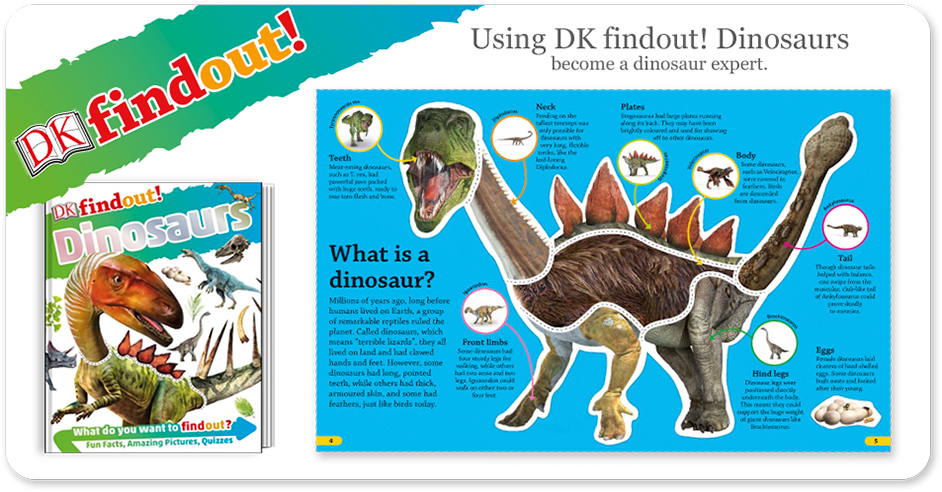 DK findout!
Using DK findout! Dinosaurs
become a dinosaur expert.
DK findout!
Dinosaurs
What do you want to findout?
Fun Facts, Amazing Pictures, Quizzes
Tyrannosaurus rex
Teeth
Meat-eating dinosaurs,
such as T. rex, had
powerful jaws packed
with huge teeth, ready to
tear into flesh and bone.
Diplodocus
Neck
Feeding on the
tallest treetops was
only possible for
dinosaurs with
very long, flexible
necks, like the
leaf-loving
Diplodocus.
Plates
Stegosaurus had large plates running
along its back. They may have been
brightly coloured and used for showing
off to other dinosaurs.
Stegosaurus
Velociraptor
Body
Some dinosaurs,
such as Velociraptor,
were covered in
feathers. Birds are
descended from dinosaurs.
Ankylosaurus
Tail
Though dinosaur tails
helped with balance,
one swipe from the
muscular, club-like tail
of Ankylosaurus could
prove deadly
to enemies.
What is a
dinosaur?
Millions of years ago, long before
humans lived on Earth, a group
of remarkable reptiles ruled the
planet. Called dinosaurs, which
means "terrible lizards", they all
lived on land and had clawed
hands and feet. However, some
dinosaurs had long, pointed
teeth, while others had thick,
armoured skin, and some had
feathers, just like birds today.
Iguanodon
Front limbs
Some dinosaurs had
four sturdy legs for
walking, while others
had two arms and two
legs. Iguanodon could
walk on either two or
four feet.
Brachiosaurus
Hind legs
Dinosaur legs were
positioned directly
underneath the body.
This meant they could
support the huge weight
of giant dinosaurs like
Brachiosaurus.
Eggs
Female dinosaurs laid
clusters of hard-shelled
eggs. Some dinosaurs
built nests and looked
after their young.
4
5